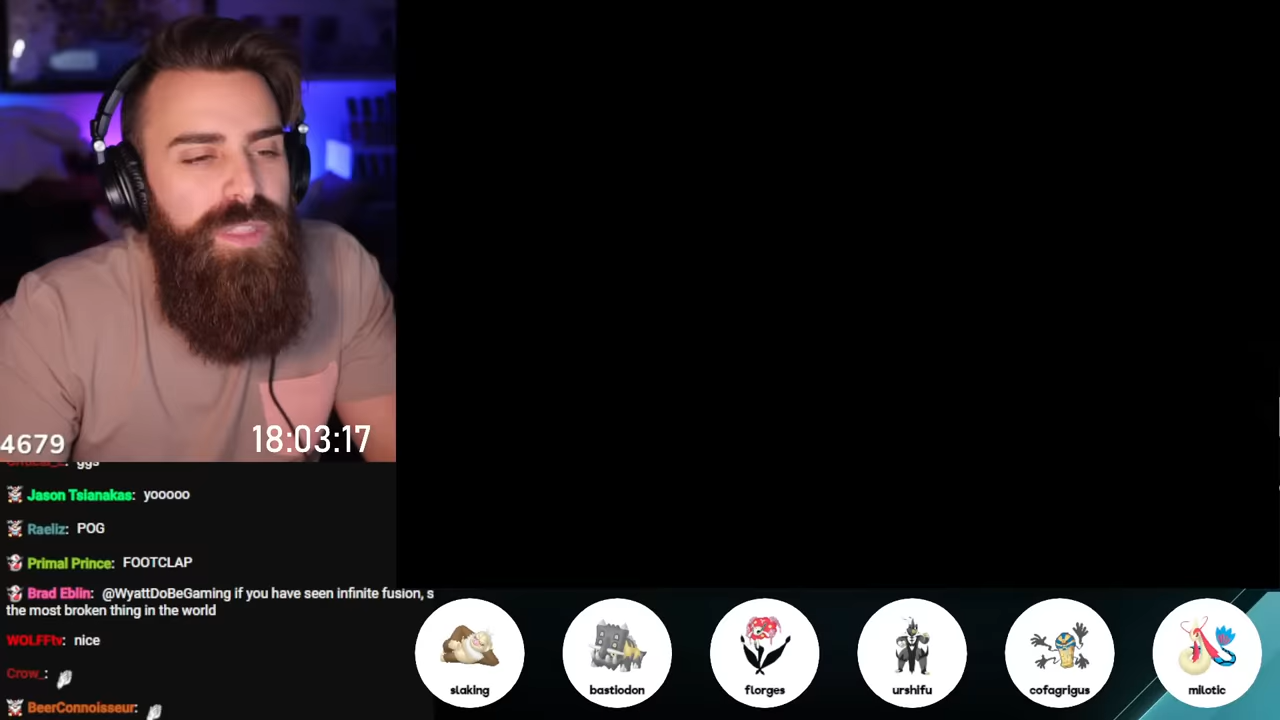 4679
18:03:17
ggs
Jason Tsianakas: yooooo
Raeliz: POG
Primal Prince: FOOTCLAP
Brad Eblin: @WyattDoBeGaming if you have seen infinite fusion, s
the most broken thing in the world
WOLFFtv: nice
Crow_:
BeerConnoisseur:
slaking
bastiodon
florges
urshifu
cofagrigus
milotic